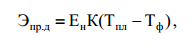 Э_пр.д = Е_н К(Т_пл − Т_ф),